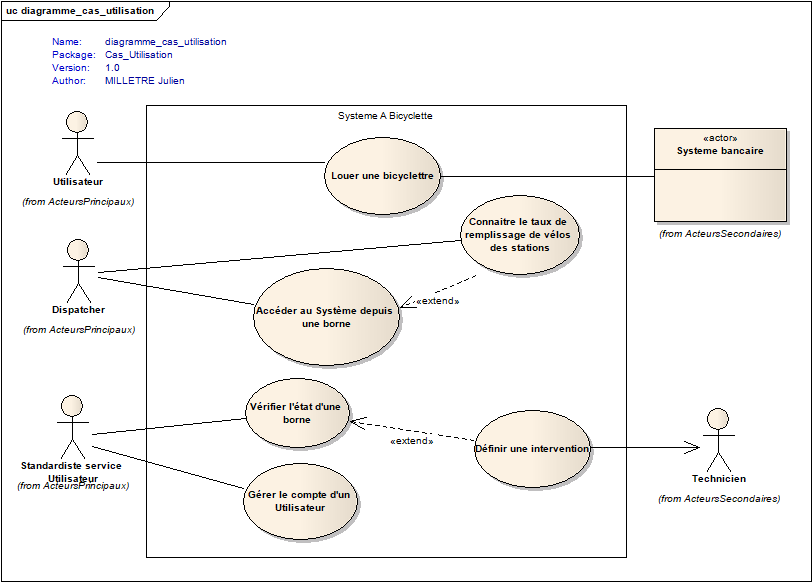 uc diagramme_cas_utilisation
Name: diagramme_cas_utilisation
Package: Cas_Utilisation
Version: 1.0
Author: MILLETRE Julien
Systeme A Bicyclette
Utilisateur
(from ActeursPrincipaux)
Louer une bicyclettre
«actor»
Systeme bancaire
(from ActeursSecondaires)
Connaitre le taux de
remplissage de vélos
des stations
Dispatcher
(from ActeursPrincipaux)
«extend»
Accéder au Système depuis
une borne
Standardiste service
Utilisateur
(from ActeursPrincipaux)
Vérifier l'état d'une
borne
«extend»
Définir une intervention
Technicien
(from ActeursSecondaires)
Gérer le compte d'un
Utilisateur